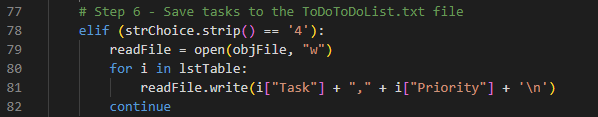 77 # Step 6 - Save tasks to the ToDoToDoList.txt file
78 elif (strChoice.strip() == '4'):
79 readFile = open(objFile, "w")
80 for i in lstTable:
81 readFile.write(i["Task"] + "," + i["Priority"] + '\n')
82 continue